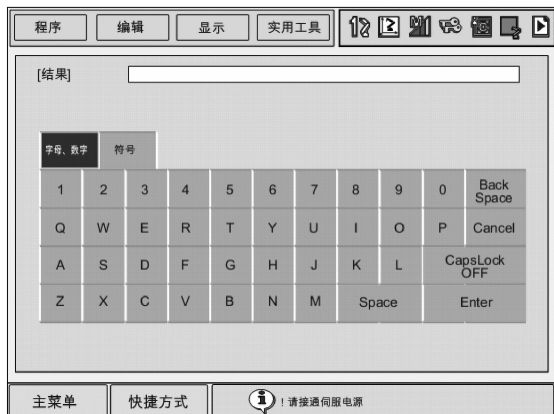 程序 编辑 显示 实用工具
[结果]
字母、数字 符号
1 2 3 4 5 6 7 8 9 0 Back Space
Q W E R T Y U I O P Cancel
A S D F G H J K L CapsLock OFF
Z X C V B N M Space Enter
主菜单 快捷方式 ! 请接通伺服电源